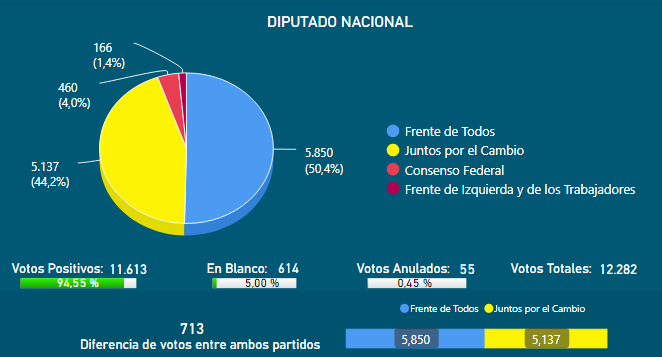 DIPUTADO NACIONAL
166
(1,4%)
460
(4,0%)
5.137
(44,2%)
5.850
(50,4%)
Frente de Todos
Juntos por el Cambio
Consenso Federal
Frente de Izquierda y de los Trabajadores
Votos Positivos: 11.613
94,55 %
En Blanco: 614
5,00 %
Votos Anulados: 55
0,45 %
Votos Totales: 12.282
Frente de Todos Juntos por el Cambio
713
Diferencia de votos entre ambos partidos
5,850 5,137